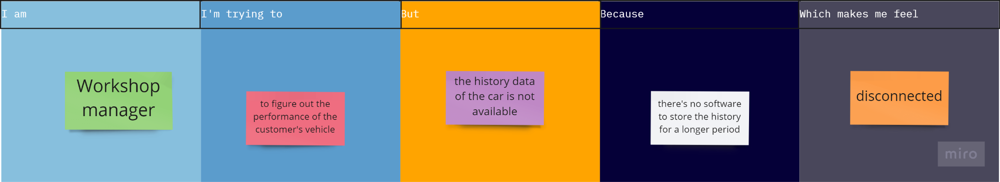 I am
I'm trying to
But
Because
Which makes me feel
Workshop
manager
to figure out the
performance of the
customer's vehicle
the history data
of the car is not
available
there's no software
to store the history
for a longer period
disconnected
miro